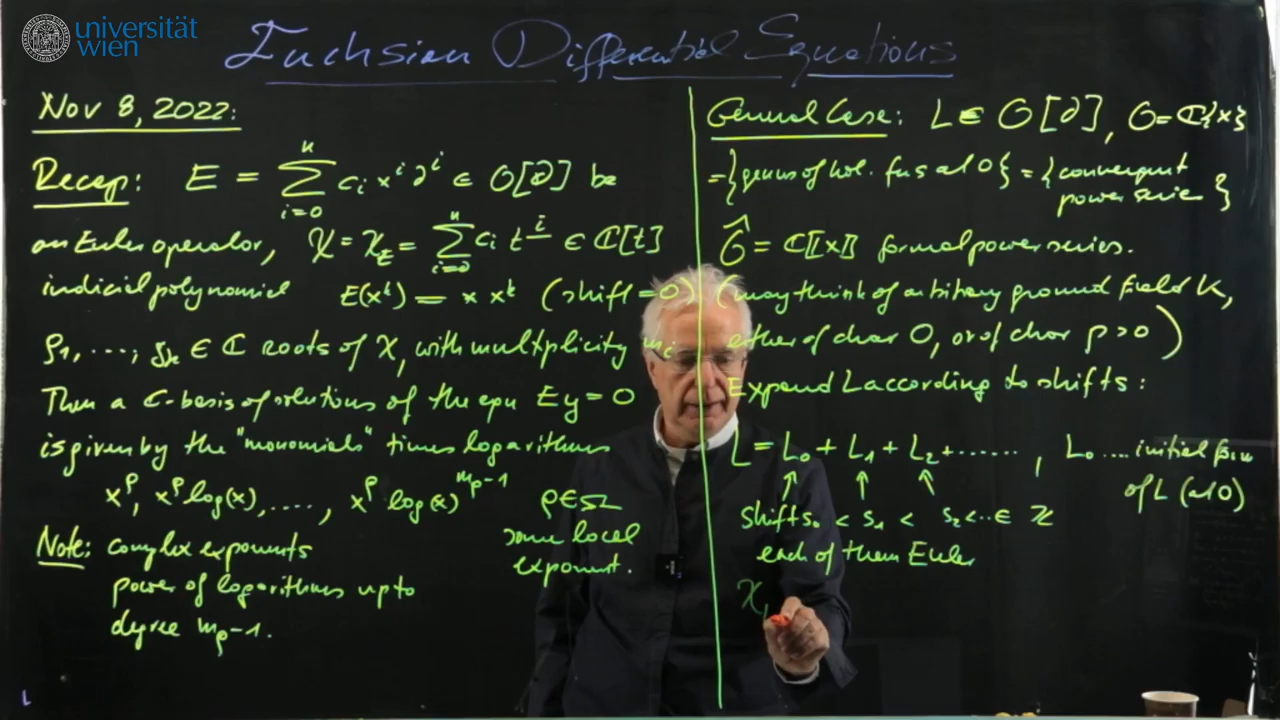 universität
wien
Fuchsian Differential Equations
Nov 8, 2022:
Recap: E = ∑_{i=0}^{n} c_i x^i ∂^i ∈ O[∂] be
an Euler operator, χ = χ_E = ∑_{i=0}^{n} c_i t^{\underline{i}} ∈ ℂ[t]
indicial polynomial E(x^t) = x x^t (shift = 0)
ρ_1, ..., ρ_k ∈ ℂ roots of χ, with multiplicity m_i
Then a ℂ-basis of solutions of the equ Ey = 0
is given by the "monomials" times logarithms
x^ρ, x^ρ log(x), ...., x^ρ log(x)^{m_ρ-1} ρ ∈ Ω
some local
exponent.
Note: complex exponents
power of logarithms up to
degree m_ρ-1.
General Case: L ∈ O[∂], O = ℂ{x}
= {germs of hol. fns at 0} = {convergent
power series}
Ô = ℂ[[x]] formal power series.
(may think of arbitrary ground field K,
either of char 0, or of char p > 0)
Expand L according to shifts:
L = L_0 + L_1 + L_2 + ......, L_0 .... initial form
of L (at 0)
↑ ↑ ↑
shifts_0 < s_1 < s_2 < .. ∈ ℤ
each of them Euler
χ_L